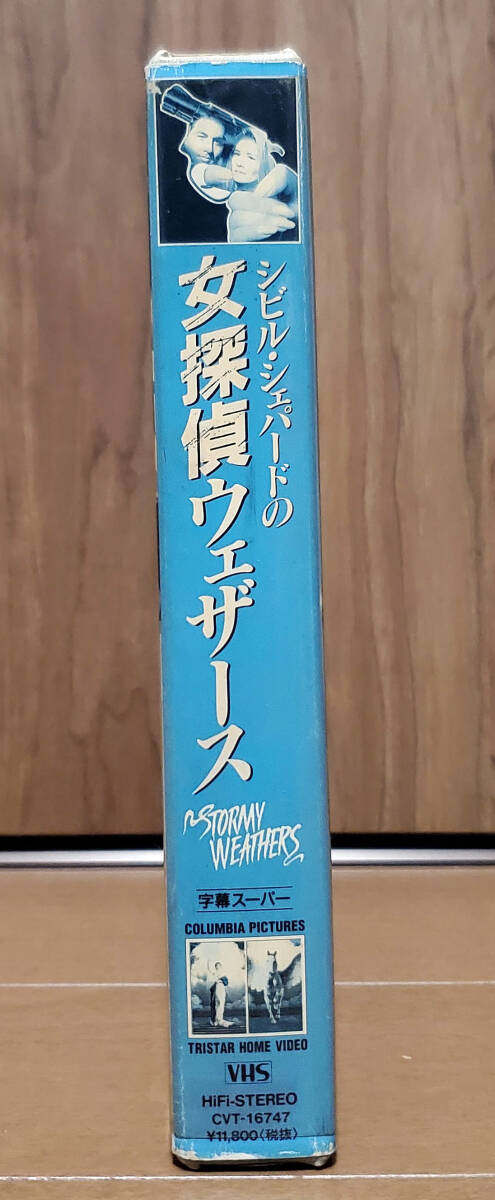 シビル・シェパードの
女探偵ウェザース
STORMY
WEATHERS
字幕スーパー
COLUMBIA PICTURES
TRISTAR HOME VIDEO
VHS
HiFi-STEREO
CVT-16747
¥11,800〈税抜〉